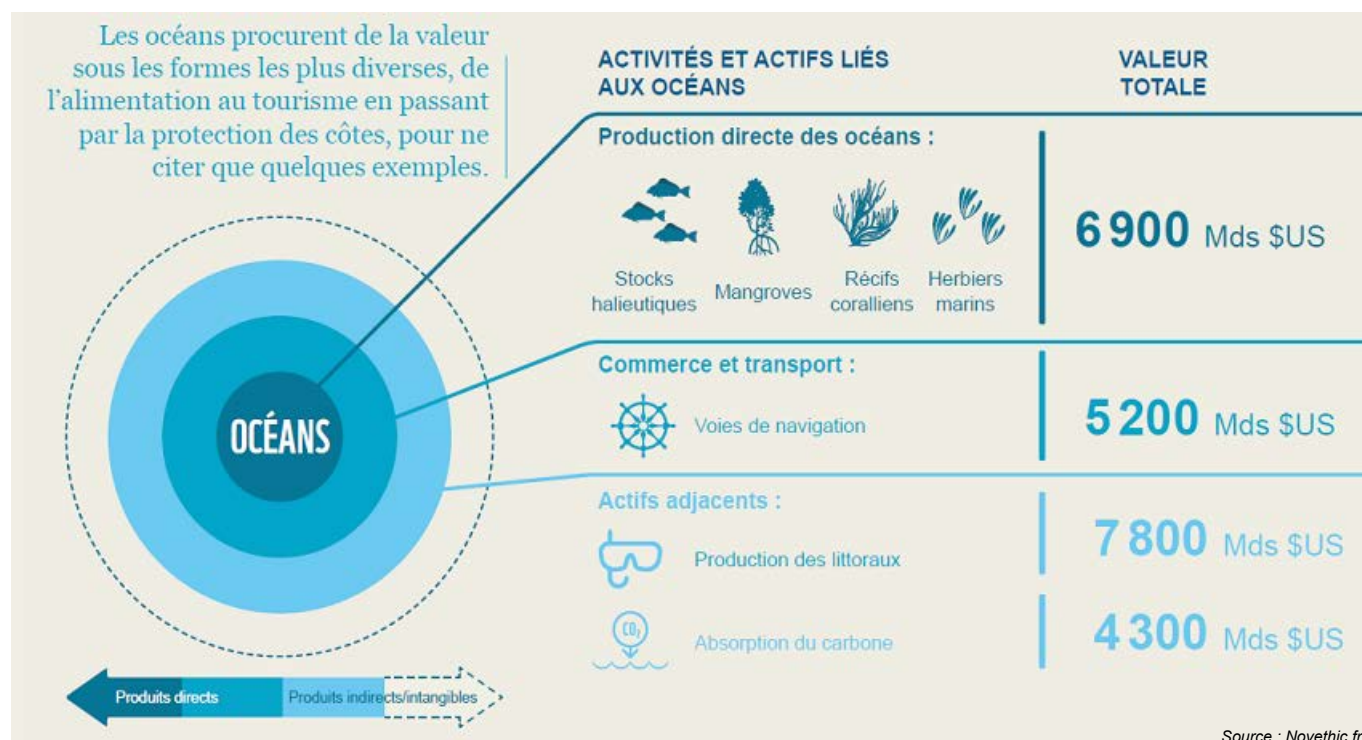 Les océans procurent de la valeur
sous les formes les plus diverses, de
l'alimentation au tourisme en passant
par la protection des côtes, pour ne
citer que quelques exemples.
OCÉANS
Produits directs
Produits indirects/intangibles
ACTIVITÉS ET ACTIFS LIÉS
AUX OCÉANS
VALEUR
TOTALE
Production directe des océans :
Stocks
halieutiques
Mangroves
Récifs
coralliens
Herbiers
marins
6 900 Mds $US
Commerce et transport :
Voies de navigation
5 200 Mds $US
Actifs adjacents :
Production des littoraux
7 800 Mds $US
CO₂
Absorption du carbone
4 300 Mds $US
Source : Novethic.fr